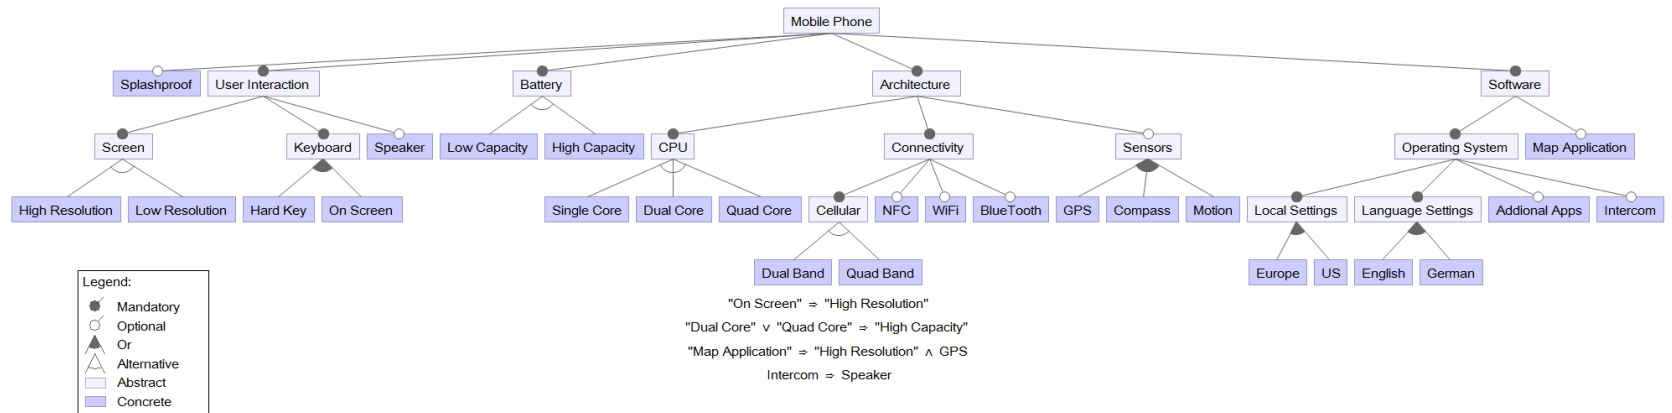 Mobile Phone
Splashproof
User Interaction
Battery
Architecture
Software
Screen
Keyboard
Speaker
Low Capacity
High Capacity
CPU
Connectivity
Sensors
Operating System
Map Application
High Resolution
Low Resolution
Hard Key
On Screen
Single Core
Dual Core
Quad Core
Cellular
NFC
WiFi
BlueTooth
GPS
Compass
Motion
Local Settings
Language Settings
Addional Apps
Intercom
Dual Band
Quad Band
Europe
US
English
German
Legend:
Mandatory
Optional
Or
Alternative
Abstract
Concrete
"On Screen" ⇒ "High Resolution"
"Dual Core" ∨ "Quad Core" ⇒ "High Capacity"
"Map Application" ⇒ "High Resolution" ∧ GPS
Intercom ⇒ Speaker